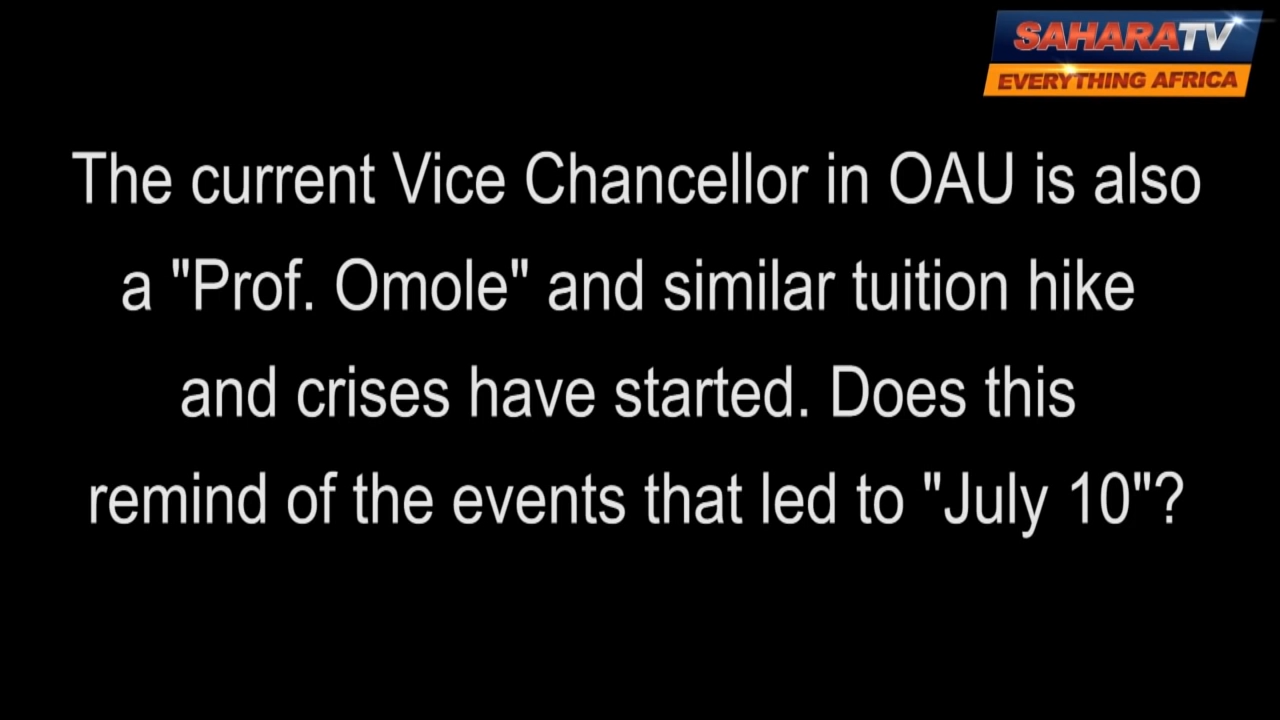 SAHARATV
EVERYTHING AFRICA
The current Vice Chancellor in OAU is also
a "Prof. Omole" and similar tuition hike
and crises have started. Does this
remind of the events that led to "July 10"?